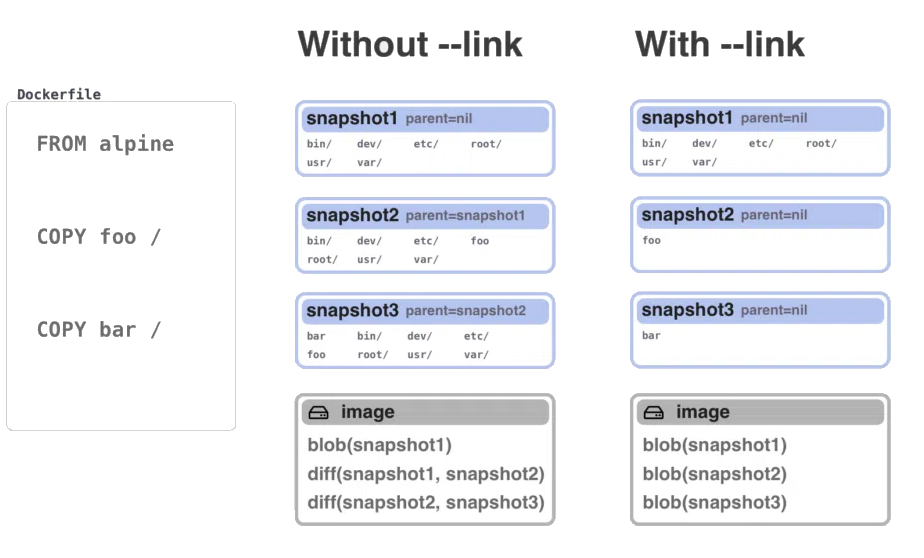 Without --link
With --link
Dockerfile
FROM alpine
COPY foo /
COPY bar /
snapshot1 parent=nil
bin/ dev/ etc/ root/
usr/ var/
snapshot2 parent=snapshot1
bin/ dev/ etc/ foo
root/ usr/ var/
snapshot3 parent=snapshot2
bar bin/ dev/ etc/
foo root/ usr/ var/
image
blob(snapshot1)
diff(snapshot1, snapshot2)
diff(snapshot2, snapshot3)
snapshot1 parent=nil
bin/ dev/ etc/ root/
usr/ var/
snapshot2 parent=nil
foo
snapshot3 parent=nil
bar
image
blob(snapshot1)
blob(snapshot2)
blob(snapshot3)